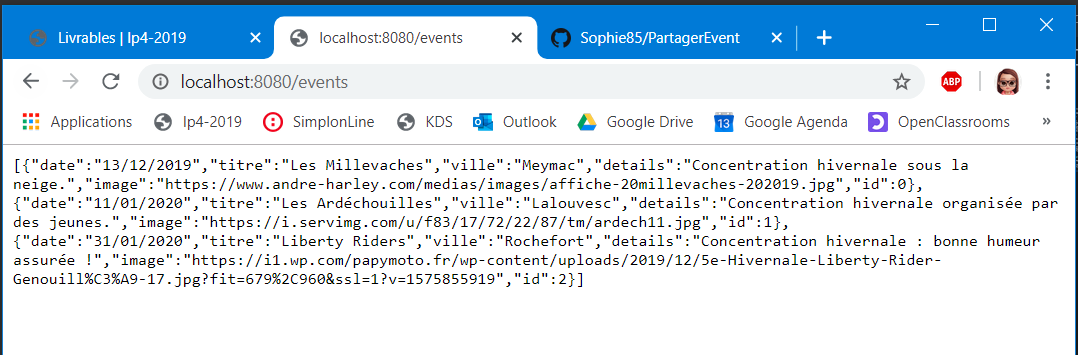 Livrables | Ip4-2019
localhost:8080/events
Sophie85/PartagerEvent
localhost:8080/events
ABP
Applications
Ip4-2019
SimplonLine
KDS
Outlook
Google Drive
13
Google Agenda
OpenClassrooms
»
[{"date":"13/12/2019","titre":"Les Millevaches","ville":"Meymac","details":"Concentration hivernale sous la
neige.","image":"https://www.andre-harley.com/medias/images/affiche-20millevaches-202019.jpg","id":0},
{"date":"11/01/2020","titre":"Les Ardéchouilles","ville":"Lalouvesc","details":"Concentration hivernale organisée par
des jeunes.","image":"https://i.servimg.com/u/f83/17/72/22/87/tm/ardech11.jpg","id":1},
{"date":"31/01/2020","titre":"Liberty Riders","ville":"Rochefort","details":"Concentration hivernale : bonne humeur
assurée !","image":"https://i1.wp.com/papymoto.fr/wp-content/uploads/2019/12/5e-Hivernale-Liberty-Rider-
Genouill%C3%A9-17.jpg?fit=679%2C960&ssl=1?v=1575855919","id":2}]